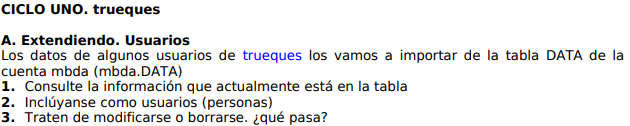 CICLO UNO. trueques
A. Extendiendo. Usuarios
Los datos de algunos usuarios de trueques los vamos a importar de la tabla DATA de la
cuenta mbda (mbda.DATA)
1. Consulte la información que actualmente está en la tabla
2. Inclúyanse como usuarios (personas)
3. Traten de modificarse o borrarse. ¿qué pasa?